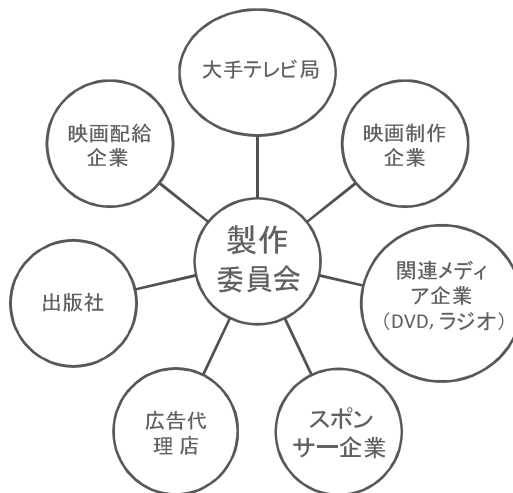 大手テレビ局
映画配給
企業
映画制作
企業
製作
委員会
関連メディ
ア企業
（DVD, ラジオ）
出版社
広告代
理 店
スポン
サー企業